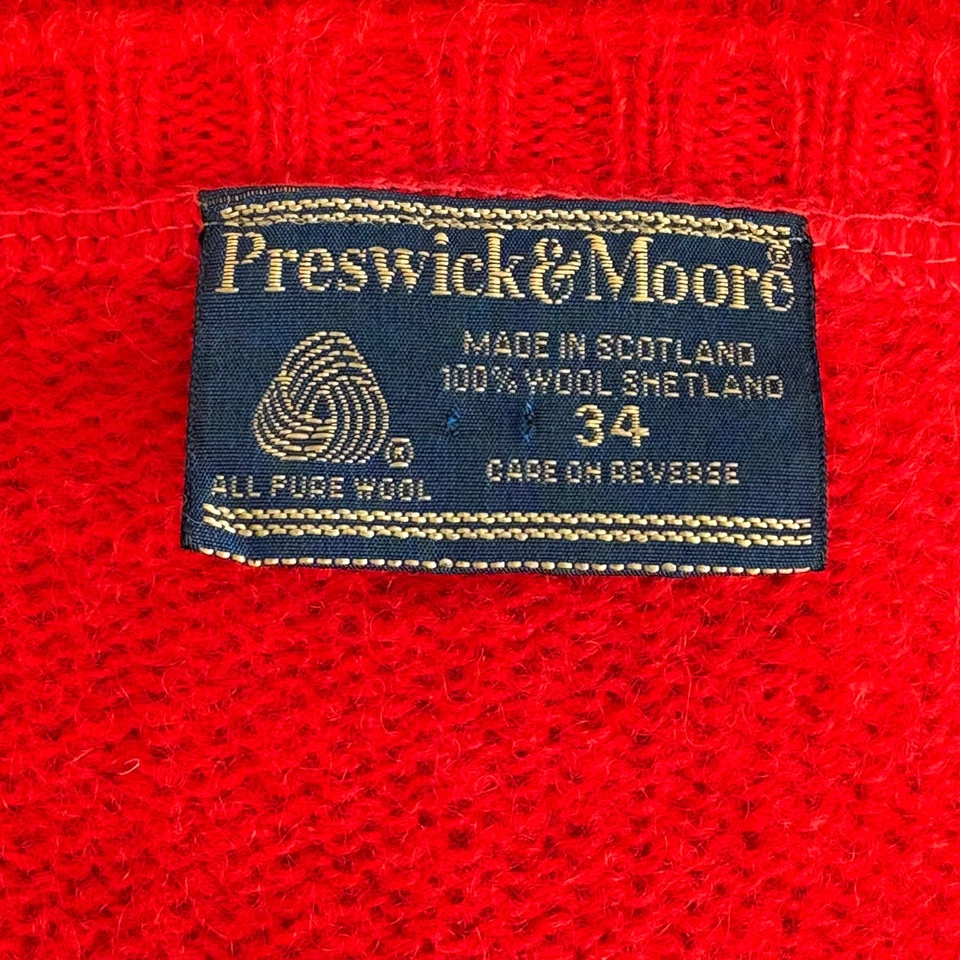 Preswick&Moore®
MADE IN SCOTLAND
100% WOOL SHETLAND
34
®
ALL PURE WOOL
CARE ON REVERSE